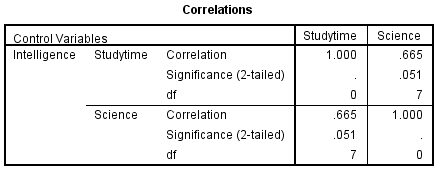 Correlations
Control Variables Studytime Science
Intelligence Studytime Correlation 1.000 .665
Significance (2-tailed) . .051
df 0 7
Science Correlation .665 1.000
Significance (2-tailed) .051 .
df 7 0